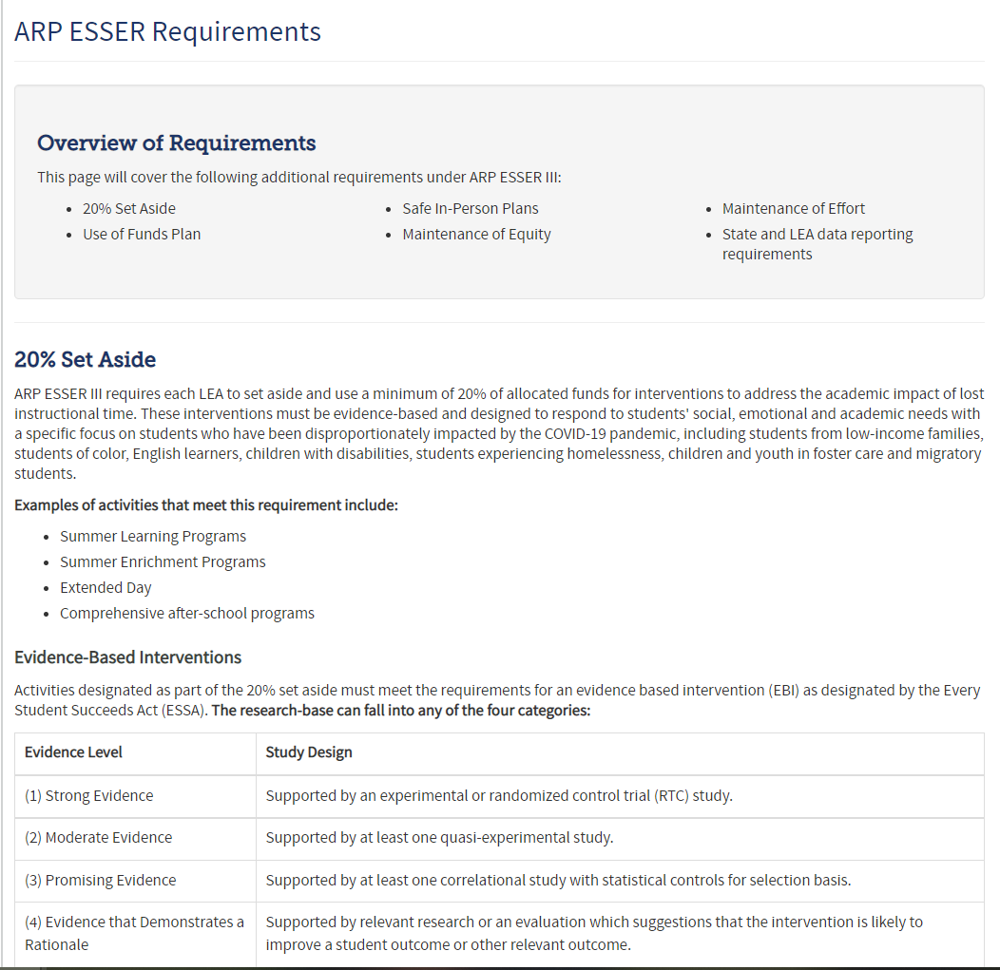 ARP ESSER Requirements
Overview of Requirements
This page will cover the following additional requirements under ARP ESSER III:
• 20% Set Aside
• Use of Funds Plan
• Safe In-Person Plans
• Maintenance of Equity
• Maintenance of Effort
• State and LEA data reporting
requirements
20% Set Aside
ARP ESSER III requires each LEA to set aside and use a minimum of 20% of allocated funds for interventions to address the academic impact of lost
instructional time. These interventions must be evidence-based and designed to respond to students' social, emotional and academic needs with
a specific focus on students who have been disproportionately impacted by the COVID-19 pandemic, including students from low-income families,
students of color, English learners, children with disabilities, students experiencing homelessness, children and youth in foster care and migratory
students.
Examples of activities that meet this requirement include:
• Summer Learning Programs
• Summer Enrichment Programs
• Extended Day
• Comprehensive after-school programs
Evidence-Based Interventions
Activities designated as part of the 20% set aside must meet the requirements for an evidence based intervention (EBI) as designated by the Every
Student Succeeds Act (ESSA). The research-base can fall into any of the four categories:
Evidence Level
Study Design
(1) Strong Evidence
Supported by an experimental or randomized control trial (RTC) study.
(2) Moderate Evidence
Supported by at least one quasi-experimental study.
(3) Promising Evidence
Supported by at least one correlational study with statistical controls for selection basis.
(4) Evidence that Demonstrates a
Rationale
Supported by relevant research or an evaluation which suggestions that the intervention is likely to
improve a student outcome or other relevant outcome.